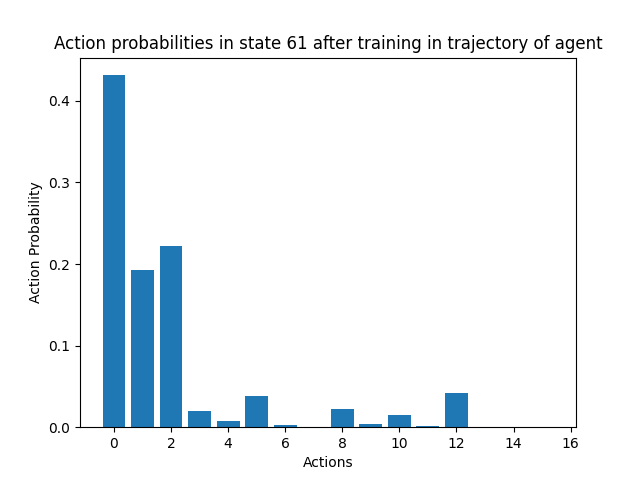 Action probabilities in state 61 after training in trajectory of agent
0.4
0.3
0.2
0.1
0.0
Action Probability
0 2 4 6 8 10 12 14 16
Actions